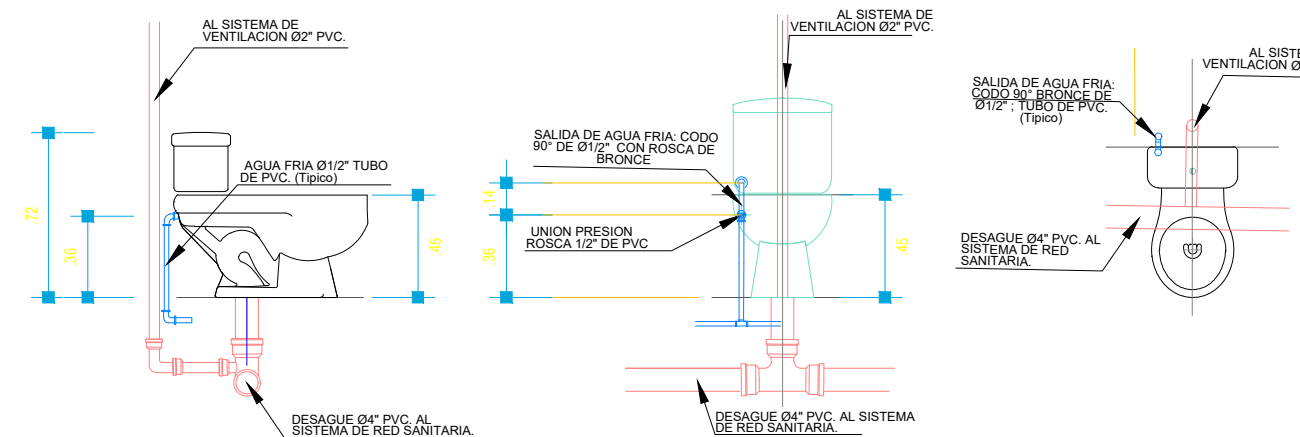 AL SISTEMA DE
VENTILACION Ø2" PVC.
AGUA FRIA Ø1/2" TUBO
DE PVC. (Tipico)
.72
.36
.45
DESAGUE Ø4" PVC. AL
SISTEMA DE RED SANITARIA.
AL SISTEMA DE
VENTILACION Ø2" PVC.
SALIDA DE AGUA FRIA: CODO
90° DE Ø1/2" CON ROSCA DE
BRONCE
.14
UNION PRESION
ROSCA 1/2" DE PVC
.36
.45
DESAGUE Ø4" PVC. AL SISTEMA
DE RED SANITARIA.
AL SISTE
VENTILACION Ø
SALIDA DE AGUA FRIA:
CODO 90° BRONCE DE
Ø1/2" ; TUBO DE PVC.
(Tipico)
DESAGUE Ø4" PVC. AL
SISTEMA DE RED
SANITARIA.